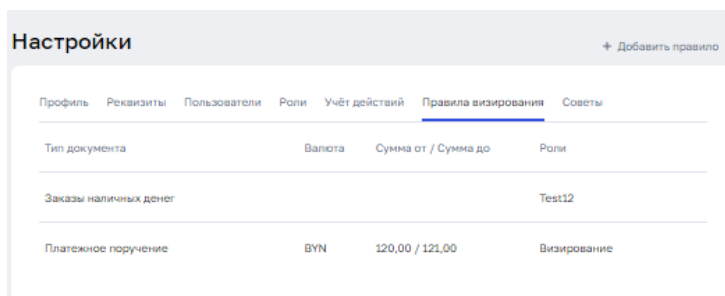 Настройки
+ Добавить правило
Профиль Реквизиты Пользователи Роли Учёт действий Правила визирования Советы
Тип документа Валюта Сумма от / Сумма до Роли
Заказы наличных денег Test12
Платежное поручение BYN 120,00 / 121,00 Визирование